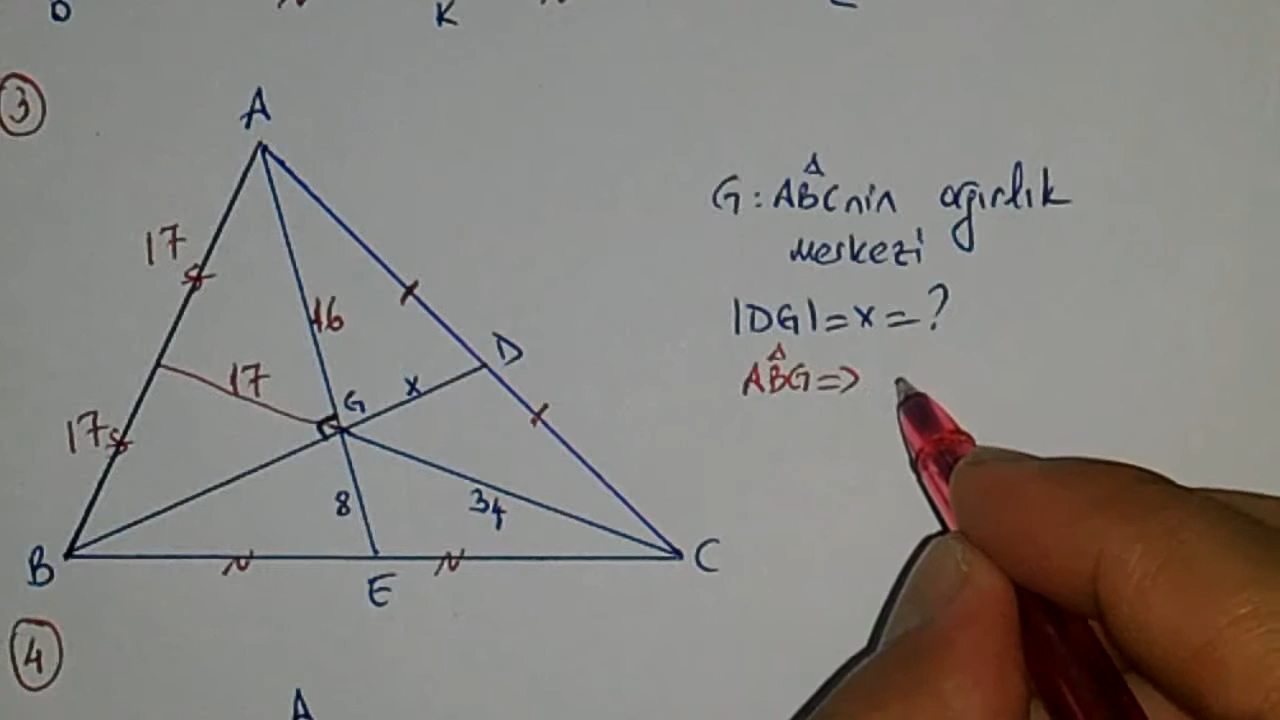 D
K
3
A
17
G : ABC nin ağırlık
merkezi
16
|DG| = x = ?
D
17
x
ABG =>
G
17
8
34
B
C
E
4
A